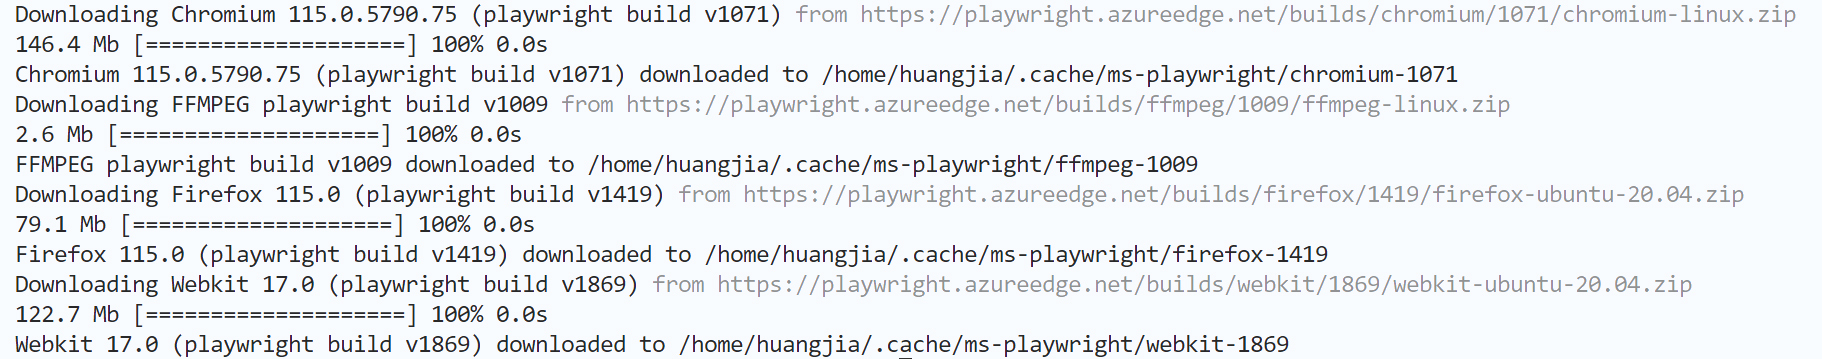 Downloading Chromium 115.0.5790.75 (playwright build v1071) from https://playwright.azureedge.net/builds/chromium/1071/chromium-linux.zip
146.4 Mb [====================] 100% 0.0s
Chromium 115.0.5790.75 (playwright build v1071) downloaded to /home/huangjia/.cache/ms-playwright/chromium-1071
Downloading FFMPEG playwright build v1009 from https://playwright.azureedge.net/builds/ffmpeg/1009/ffmpeg-linux.zip
2.6 Mb [====================] 100% 0.0s
FFMPEG playwright build v1009 downloaded to /home/huangjia/.cache/ms-playwright/ffmpeg-1009
Downloading Firefox 115.0 (playwright build v1419) from https://playwright.azureedge.net/builds/firefox/1419/firefox-ubuntu-20.04.zip
79.1 Mb [====================] 100% 0.0s
Firefox 115.0 (playwright build v1419) downloaded to /home/huangjia/.cache/ms-playwright/firefox-1419
Downloading Webkit 17.0 (playwright build v1869) from https://playwright.azureedge.net/builds/webkit/1869/webkit-ubuntu-20.04.zip
122.7 Mb [====================] 100% 0.0s
Webkit 17.0 (playwright build v1869) downloaded to /home/huangjia/.cache/ms-playwright/webkit-1869